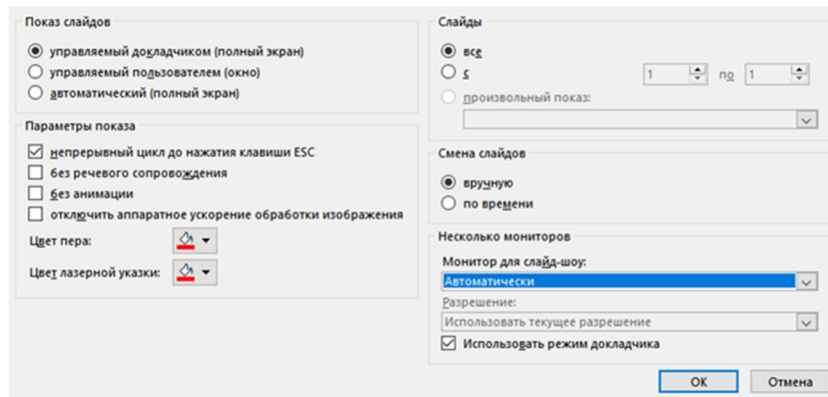 Показ слайдов
управляемый докладчиком (полный экран)
управляемый пользователем (окно)
автоматический (полный экран)
Параметры показа
непрерывный цикл до нажатия клавиши ESC
без речевого сопровождения
без анимации
отключить аппаратное ускорение обработки изображения
Цвет пера:
Цвет лазерной указки:
Слайды
все
с 1 по 1
произвольный показ:
Смена слайдов
вручную
по времени
Несколько мониторов
Монитор для слайд-шоу:
Автоматически
Разрешение:
Использовать текущее разрешение
Использовать режим докладчика
ОК Отмена